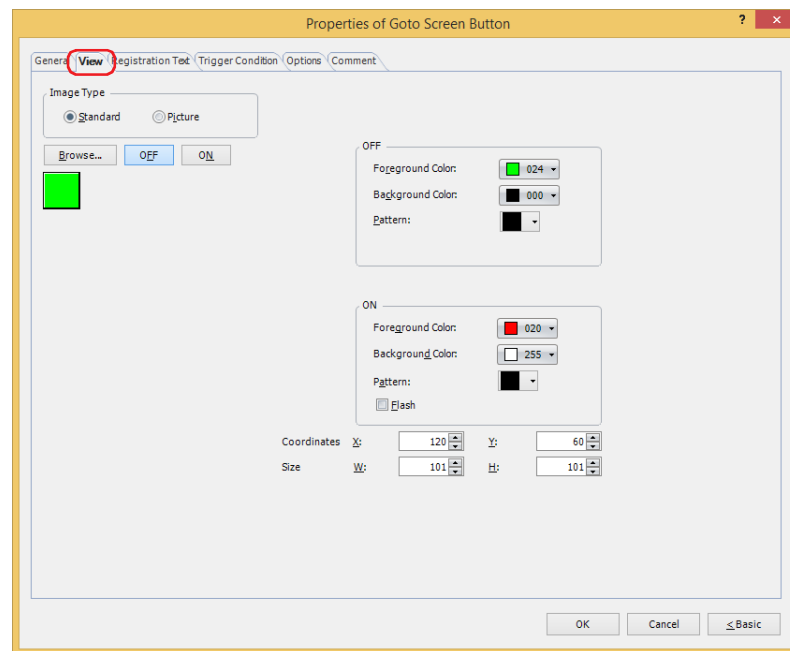 Properties of Goto Screen Button
? ×
General View Registration Text Trigger Condition Options Comment
Image Type
Standard Picture
Browse... OFF ON
OFF
Foreground Color: 024
Background Color: 000
Pattern:
ON
Foreground Color: 020
Background Color: 255
Pattern:
Flash
Coordinates X: 120 Y: 60
Size W: 101 H: 101
OK Cancel < Basic